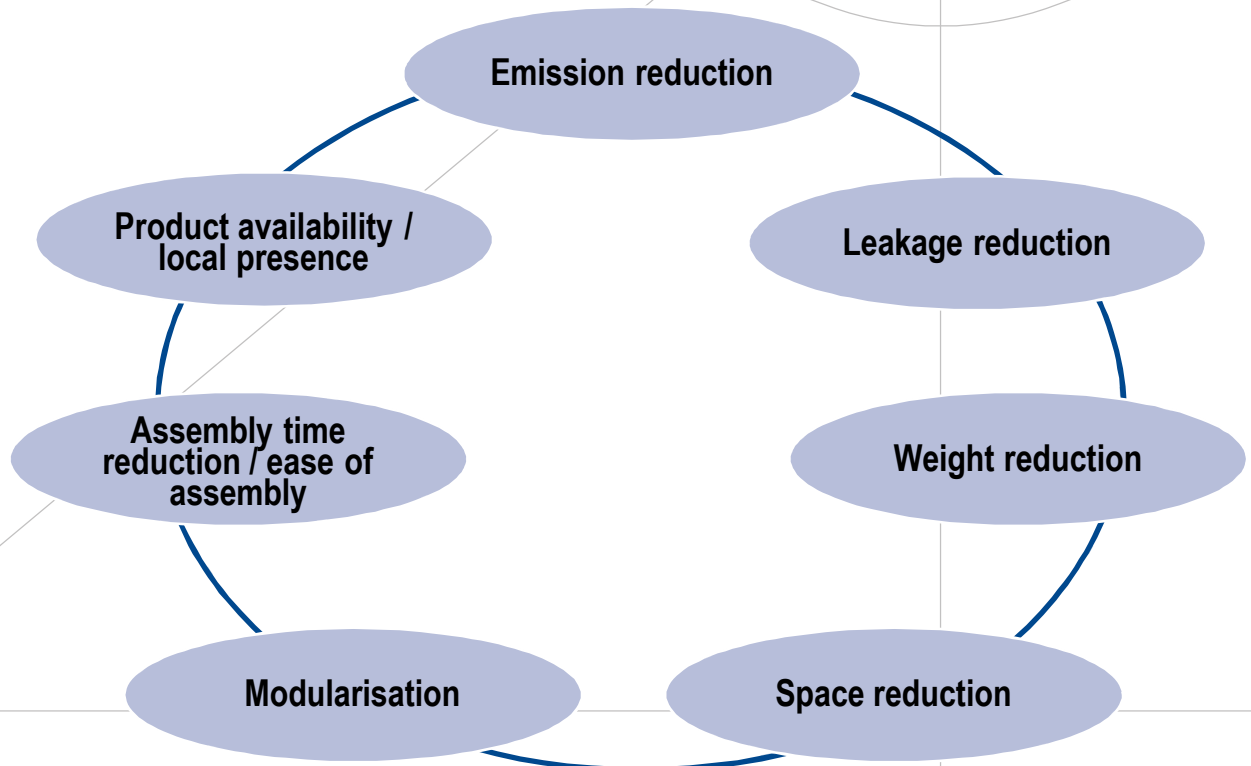 Emission reduction
Leakage reduction
Weight reduction
Space reduction
Modularisation
Assembly time
reduction / ease of
assembly
Product availability /
local presence